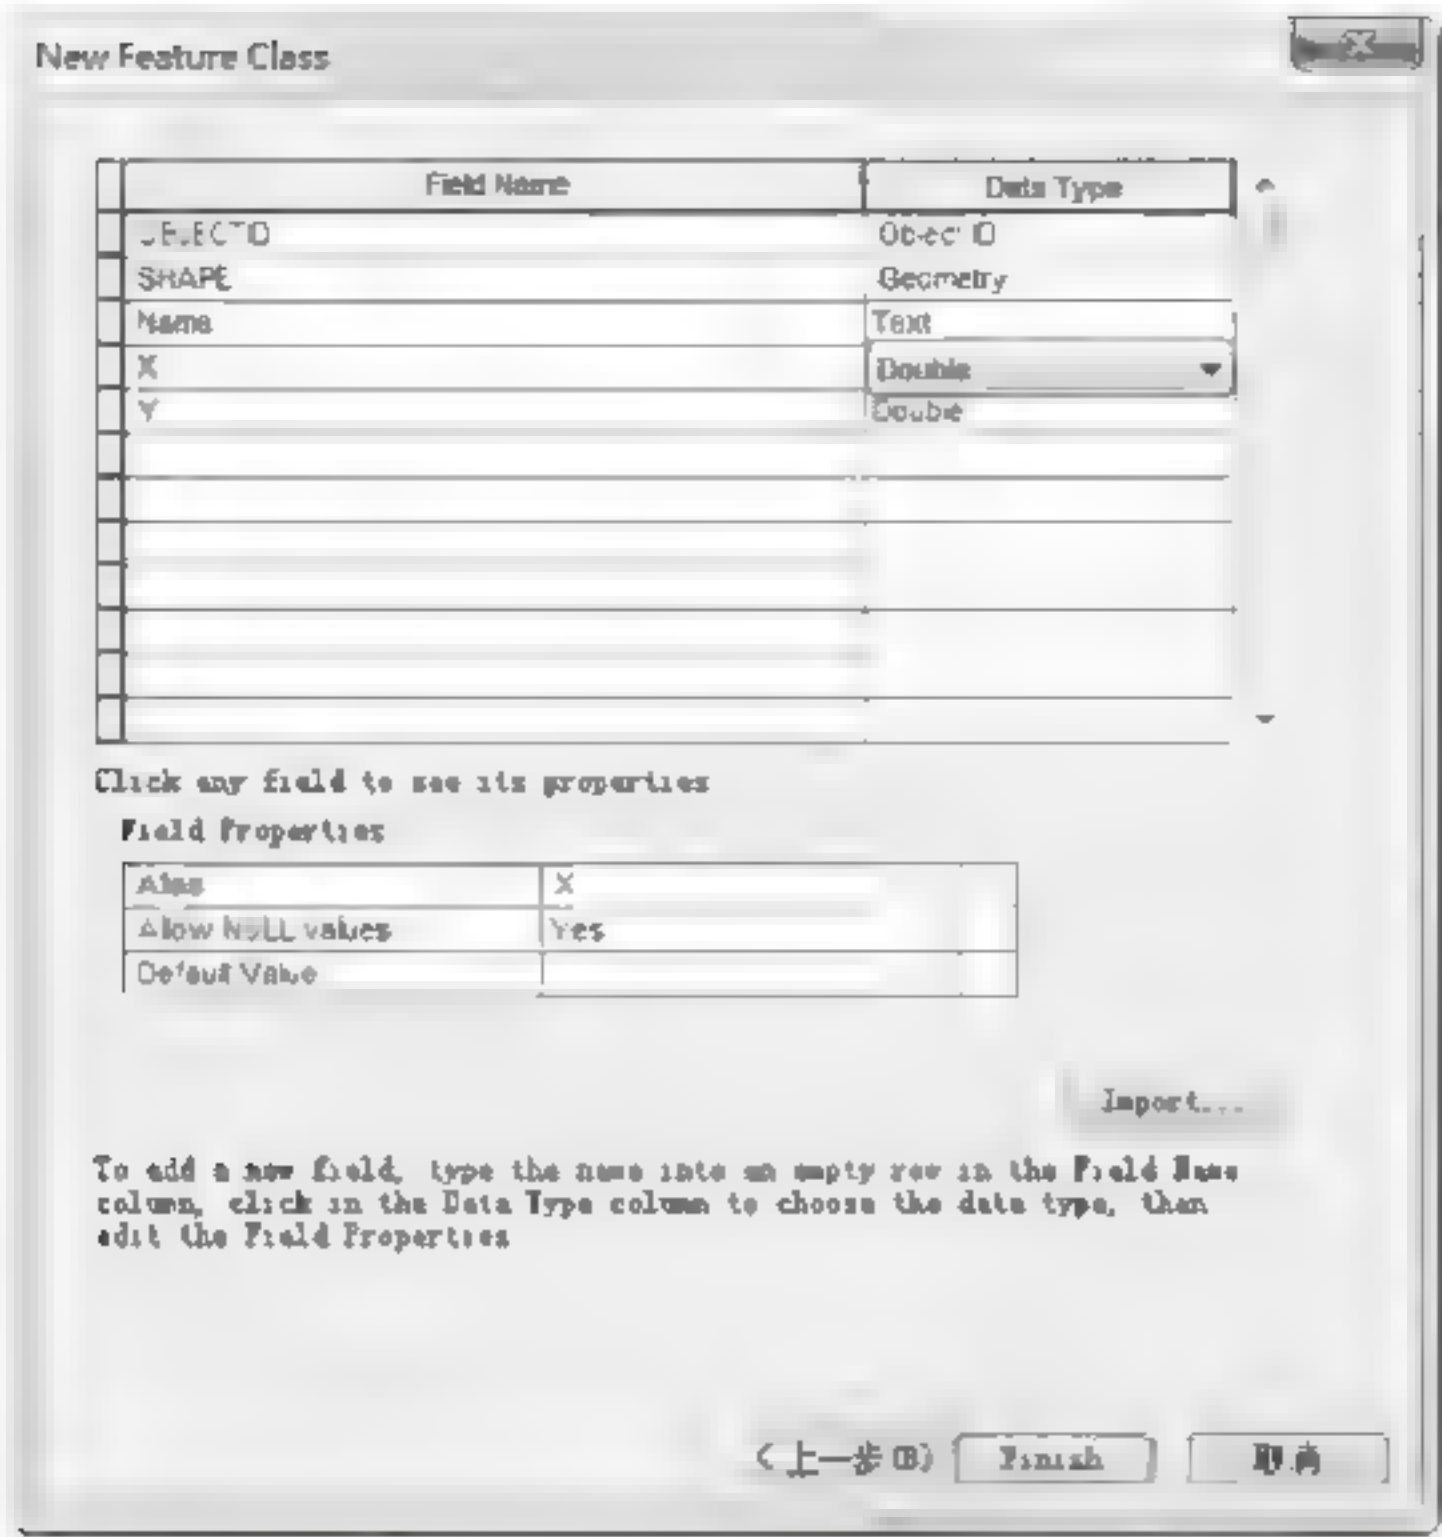 New Feature Class
Field Name Data Type
OBJECTID Object ID
SHAPE Geometry
Name Text
X Double
Y Double
Click any field to see its properties
Field Properties
Alias X
Allow NULL values Yes
Default Value
Import...
To add a new field, type the name into an empty row in the Field Name
column, click in the Data Type column to choose the data type, then
edit the Field Properties
<上一步(B) Finish 取消